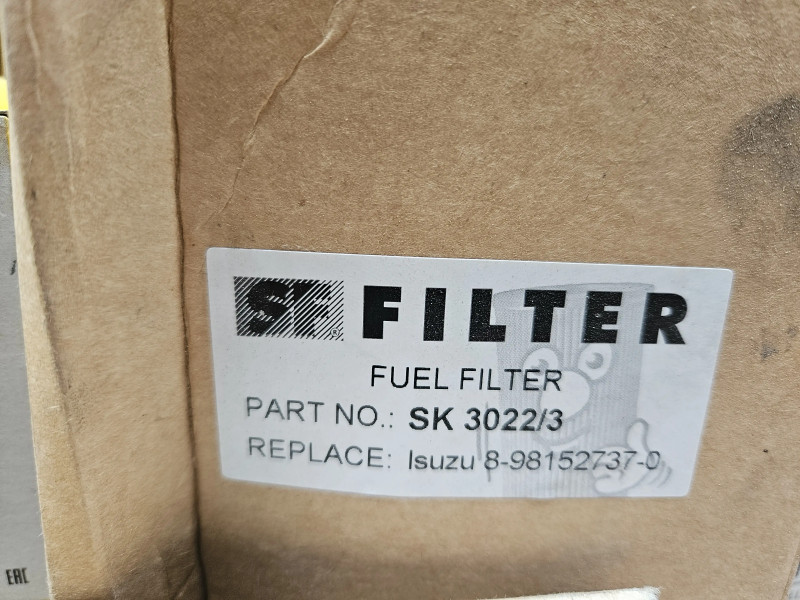 SF FILTER
FUEL FILTER
PART NO.: SK 3022/3
REPLACE: Isuzu 8-98152737-0
EAC